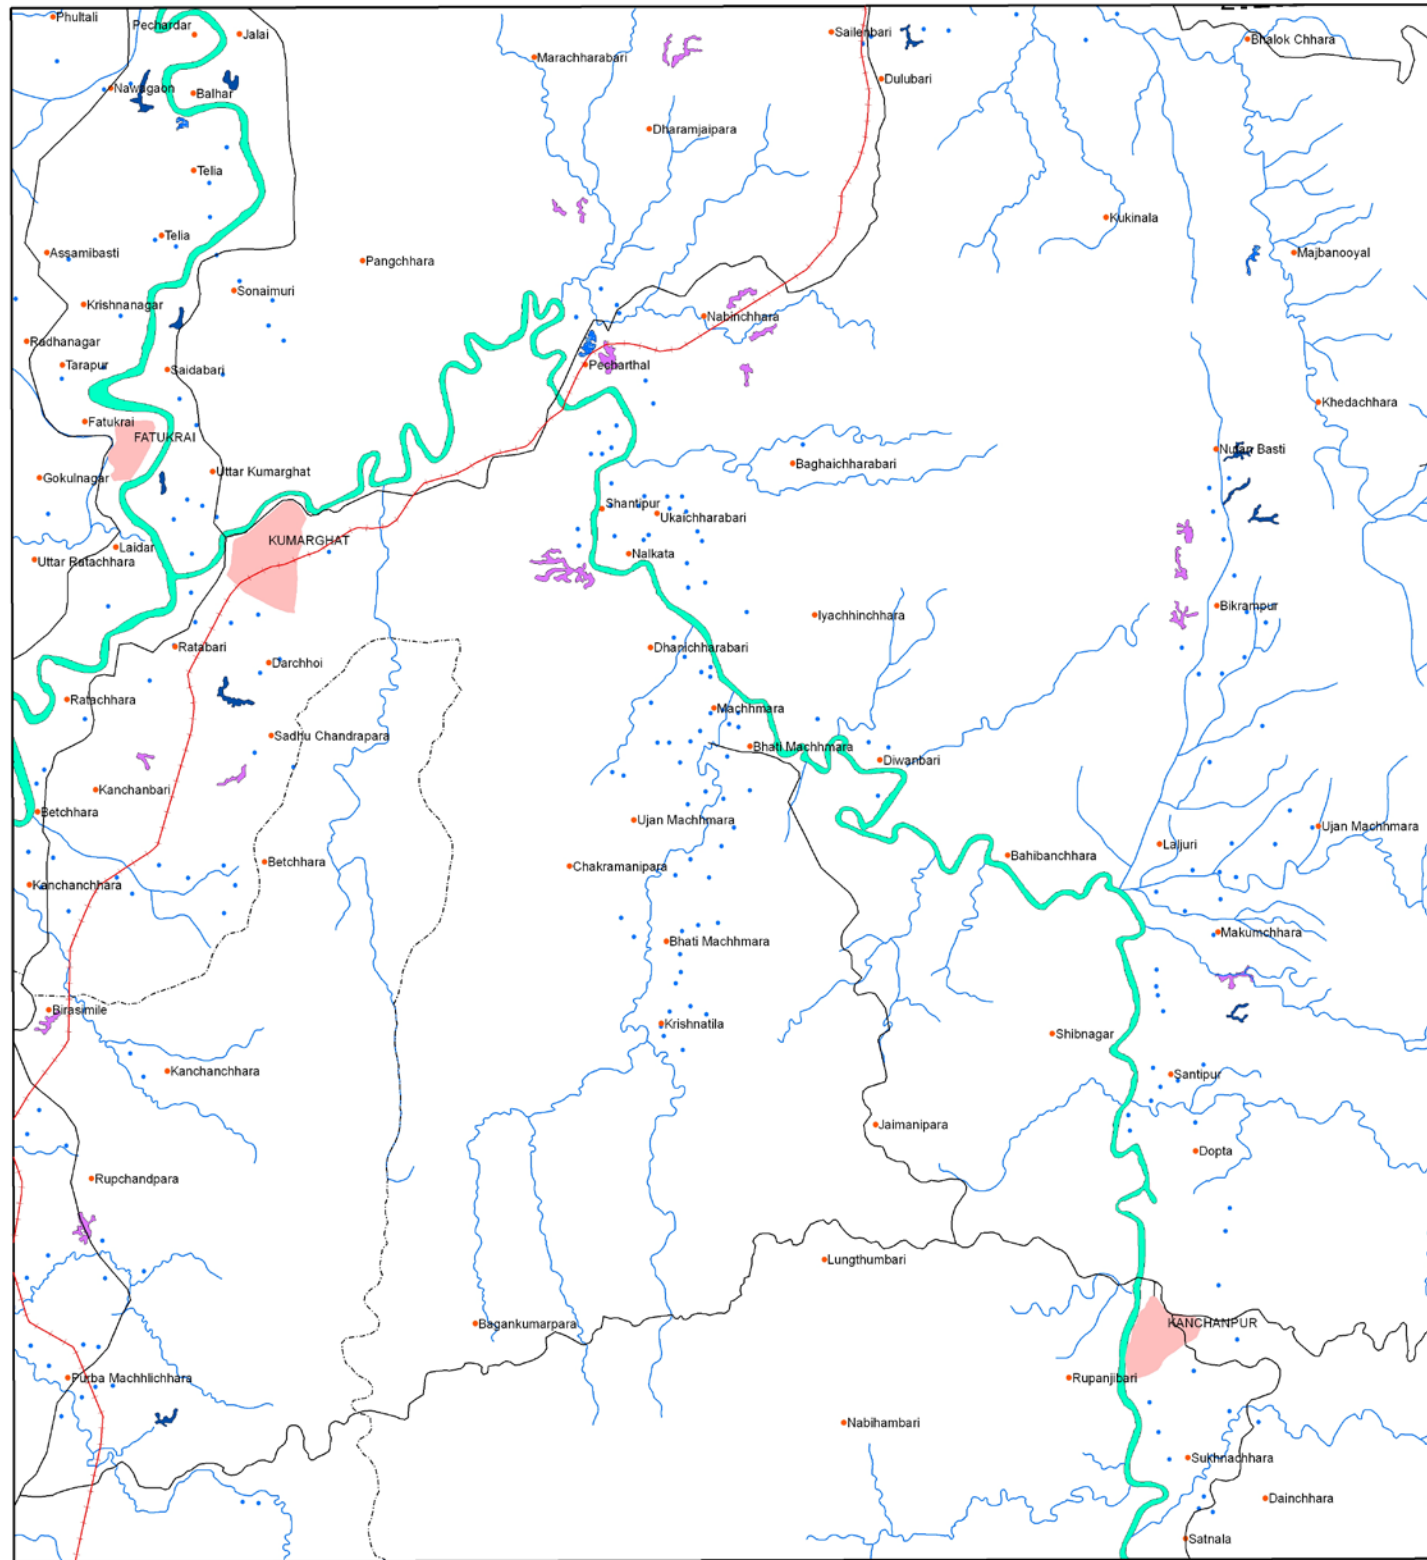 Phultali
Pechardar
Jalai
Sailenbari
Bhalok Chhara
Marachharabari
Dulubari
Nawagaon
Balhar
Dharamjaipara
Telia
Kukinala
Telia
Assamibasti
Pangchhara
Majbanooyal
Sonaimuri
Krishnanagar
Nabinchhara
Radhanagar
Tarapur
Saidabari
Pecharthal
Khedachhara
Fatukrai
FATUKRAI
Nutan Basti
Baghaichharabari
Uttar Kumarghat
Gokulnagar
Shantipur
Ukaichharabari
KUMARGHAT
Laidar
Nalkata
Uttar Ratachhara
Bikrampur
Iyachhinchhara
Ratabari
Dhanichharabari
Darchhoi
Ratachhara
Machhmara
Sadhu Chandrapara
Bhati Machhmara
Diwanbari
Kanchanbari
Betchhara
Ujan Machhmara
Ujan Machhmara
Laljuri
Bahibanchhara
Betchhara
Chakramanipara
Kanchanchhara
Makumchhara
Bhati Machhmara
Birasimile
Krishnatila
Shibnagar
Kanchanchhara
Santipur
Jaimanipara
Dopta
Rupchandpara
Lungthumbari
Bagankumarpara
KANCHANPUR
Purba Machhlichhara
Rupanjibari
Nabihambari
Sukhnachhara
Dainchhara
Satnala